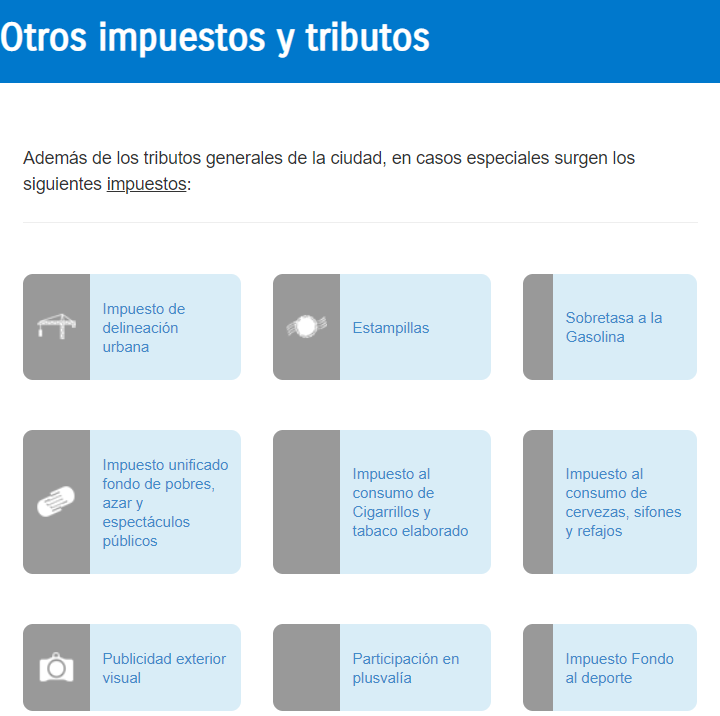 Otros impuestos y tributos
Además de los tributos generales de la ciudad, en casos especiales surgen los
siguientes impuestos:
Impuesto de
delineación
urbana
Estampillas
Sobretasa a la
Gasolina
Impuesto unificado
fondo de pobres,
azar y
espectáculos
públicos
Impuesto al
consumo de
Cigarrillos y
tabaco elaborado
Impuesto al
consumo de
cervezas, sifones
y refajos
Publicidad exterior
visual
Participación en
plusvalía
Impuesto Fondo
al deporte